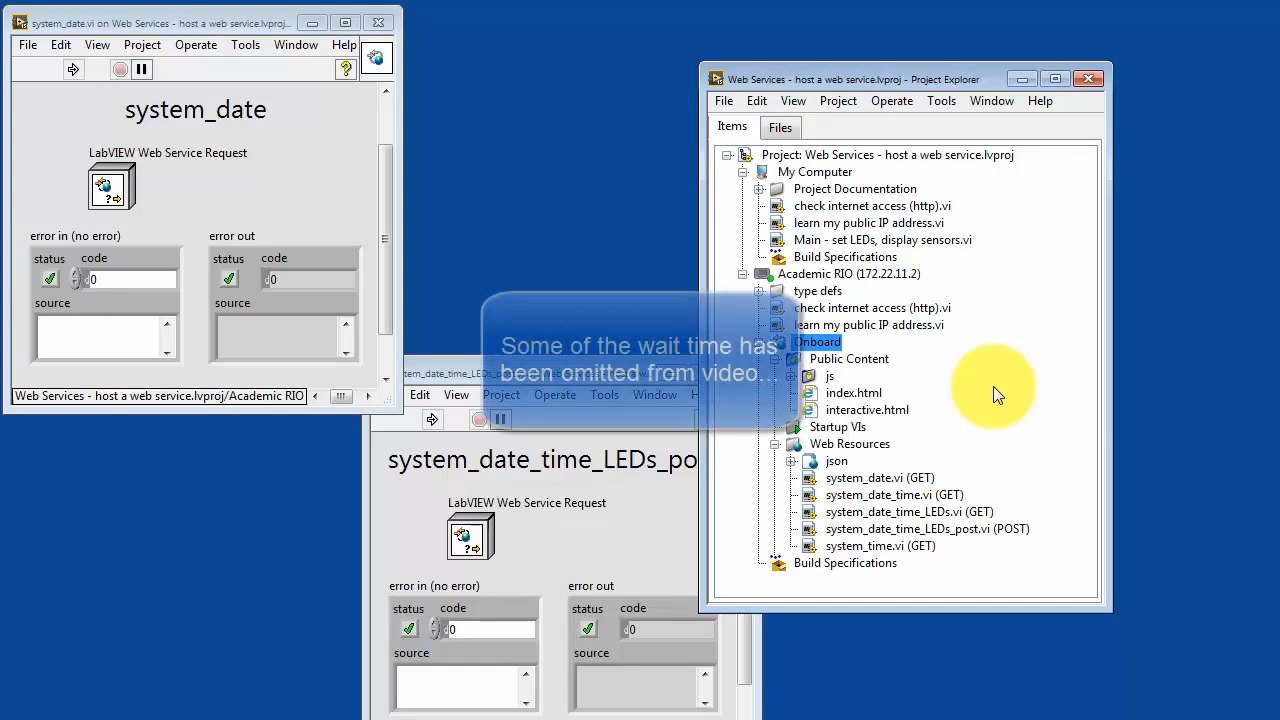 system_date.vi on Web Services - host a web service.lvproj...
File Edit View Project Operate Tools Window Help
system_date
LabVIEW Web Service Request
error in (no error)
error out
status code
0
source
status code
0
source
Web Services - host a web service.lvproj/Academic RIO
system_date_time_LEDs_
Edit View Project Operate Tools Window
system_date_time_LEDs_po
LabVIEW Web Service Request
error in (no error)
error out
status code
0
source
status code
0
source
Some of the wait time has
been omitted from video...
Web Services - host a web service.lvproj - Project Explorer
File Edit View Project Operate Tools Window Help
Items Files
Project: Web Services - host a web service.lvproj
My Computer
Project Documentation
check internet access (http).vi
learn my public IP address.vi
Main - set LEDs, display sensors.vi
Build Specifications
Academic RIO (172.22.11.2)
type defs
check internet access (http).vi
learn my public IP address.vi
Onboard
Public Content
js
index.html
interactive.html
Startup VIs
Web Resources
json
system_date.vi (GET)
system_date_time.vi (GET)
system_date_time_LEDs.vi (GET)
system_date_time_LEDs_post.vi (POST)
system_time.vi (GET)
Build Specifications